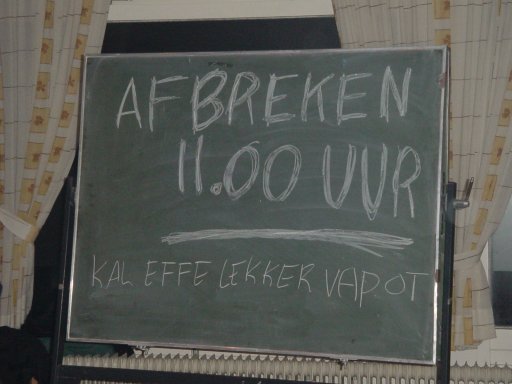 AFBREKEN
11.00 UUR
KAL EFFE LEKKER VAPOT